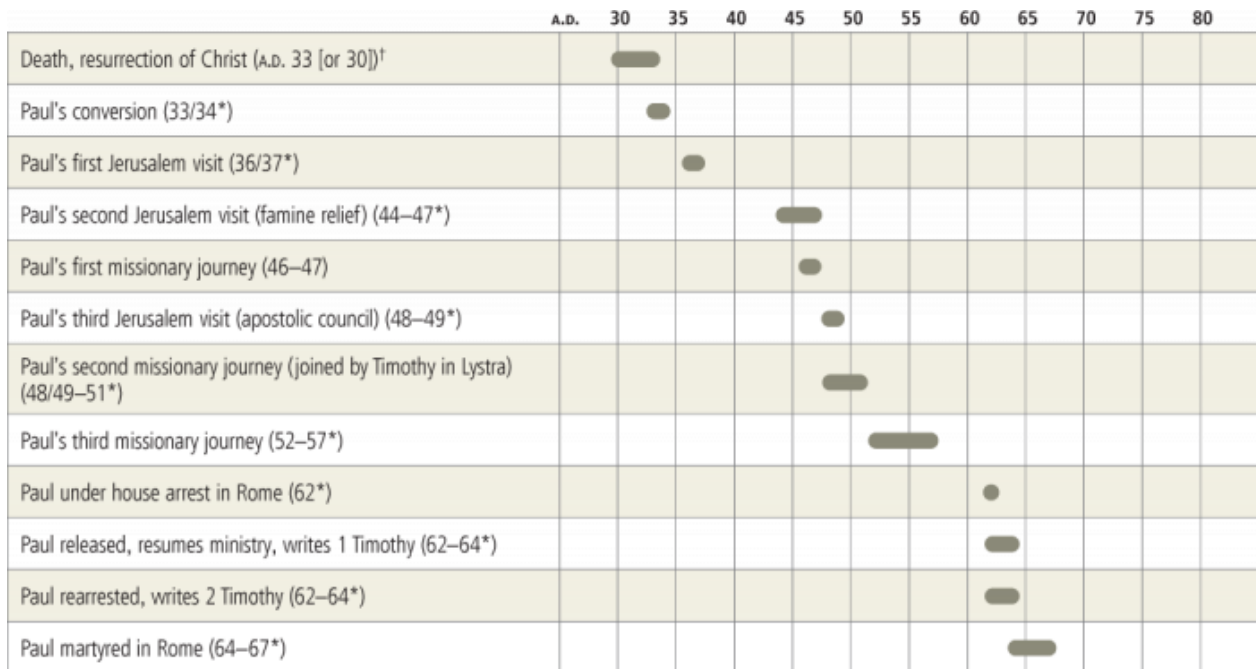 A.D. 30 35 40 45 50 55 60 65 70 75 80
Death, resurrection of Christ (A.D. 33 [or 30])†
Paul's conversion (33/34*)
Paul's first Jerusalem visit (36/37*)
Paul's second Jerusalem visit (famine relief) (44–47*)
Paul's first missionary journey (46–47)
Paul's third Jerusalem visit (apostolic council) (48–49*)
Paul's second missionary journey (joined by Timothy in Lystra)
(48/49–51*)
Paul's third missionary journey (52–57*)
Paul under house arrest in Rome (62*)
Paul released, resumes ministry, writes 1 Timothy (62–64*)
Paul rearrested, writes 2 Timothy (62–64*)
Paul martyred in Rome (64–67*)